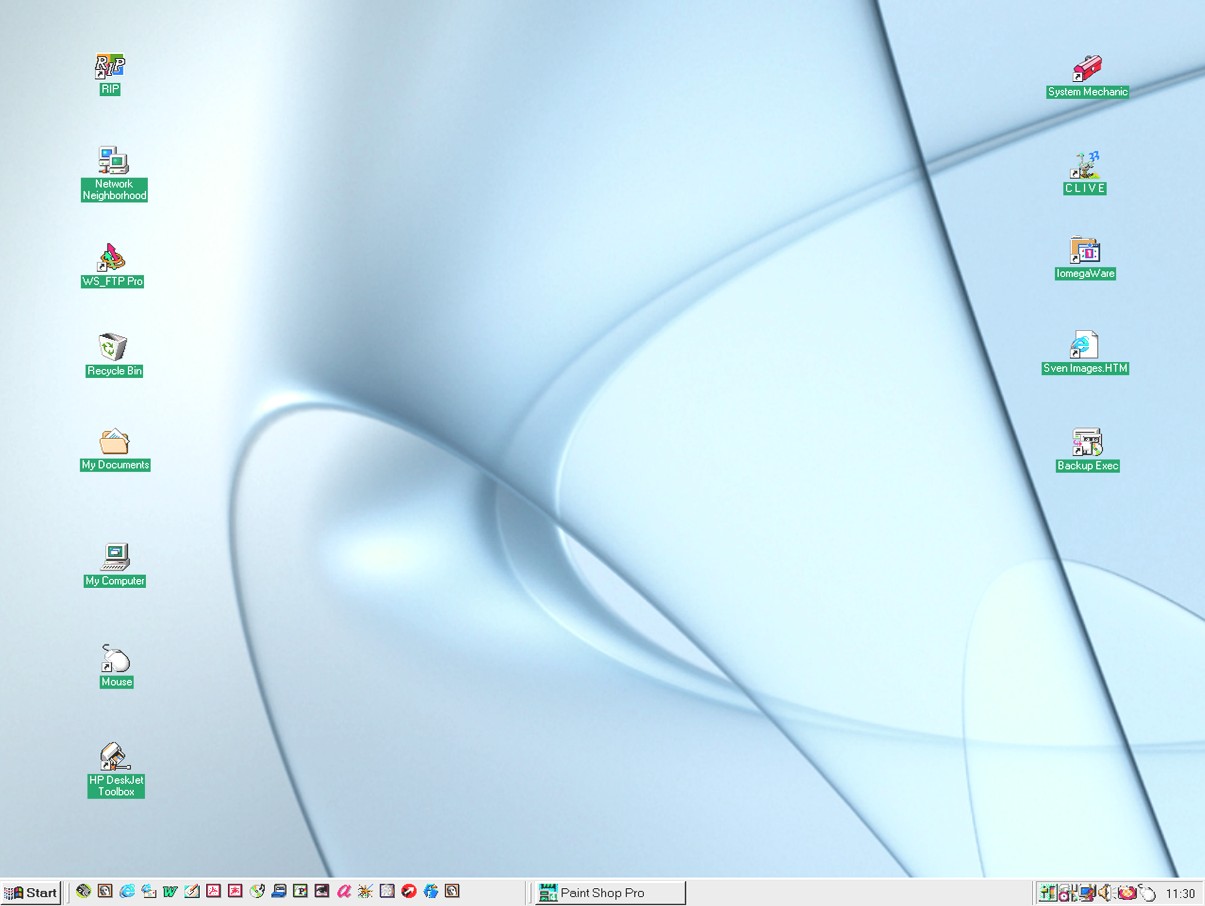 RIP
RIP
Network
Neighborhood
WS_FTP Pro
Recycle Bin
My Documents
My Computer
Mouse
HP DeskJet
Toolbox
System Mechanic
CLIVE
IomegaWare
Sven Images.HTM
Backup Exec
Start
Paint Shop Pro
11:30